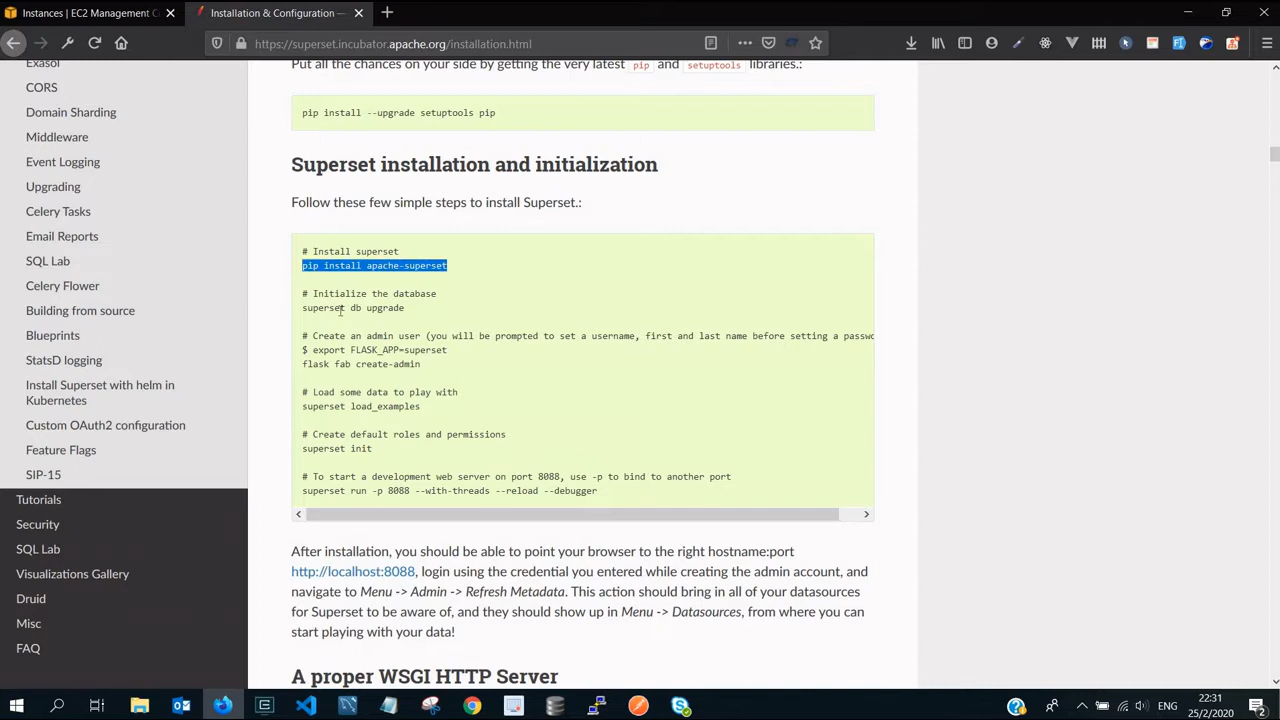 Instances | EC2 Management C
Installation & Configuration —
https://superset.incubator.apache.org/installation.html
Exasol
CORS
Domain Sharding
Middleware
Event Logging
Upgrading
Celery Tasks
Email Reports
SQL Lab
Celery Flower
Building from source
Blueprints
StatsD logging
Install Superset with helm in
Kubernetes
Custom OAuth2 configuration
Feature Flags
SIP-15
Tutorials
Security
SQL Lab
Visualizations Gallery
Druid
Misc
FAQ
Put all the chances on your side by getting the very latest pip and setuptools libraries.:
pip install --upgrade setuptools pip
Superset installation and initialization
Follow these few simple steps to install Superset.:
# Install superset
pip install apache-superset
# Initialize the database
superset db upgrade
# Create an admin user (you will be prompted to set a username, first and last name before setting a passwo
$ export FLASK_APP=superset
flask fab create-admin
# Load some data to play with
superset load_examples
# Create default roles and permissions
superset init
# To start a development web server on port 8088, use -p to bind to another port
superset run -p 8088 --with-threads --reload --debugger
After installation, you should be able to point your browser to the right hostname:port
http://localhost:8088, login using the credential you entered while creating the admin account, and
navigate to Menu -> Admin -> Refresh Metadata. This action should bring in all of your datasources
for Superset to be aware of, and they should show up in Menu -> Datasources, from where you can
start playing with your data!
A proper WSGI HTTP Server
ENG
22:31
25/2/2020
2